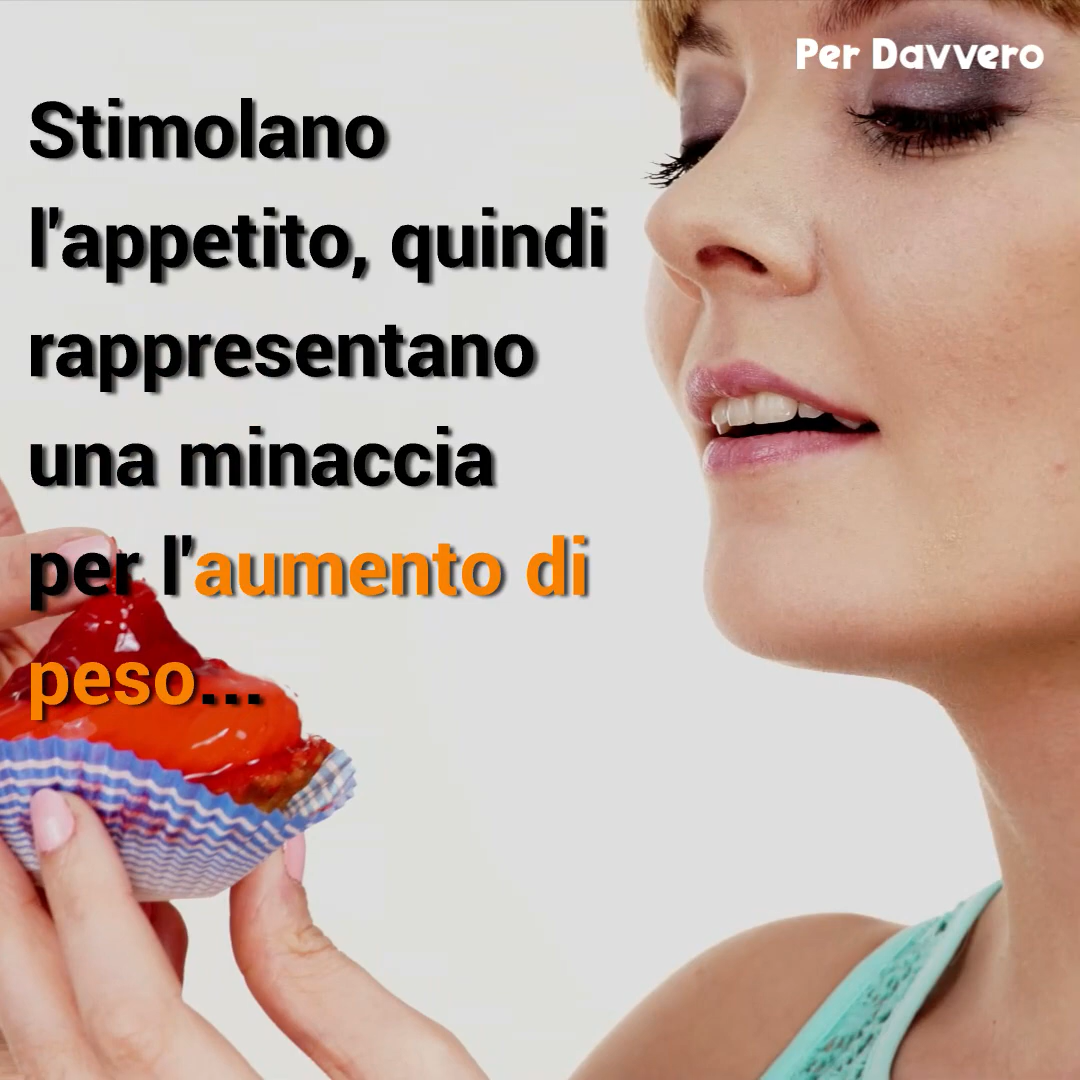 Per Davvero
Stimolano
l'appetito, quindi
rappresentano
una minaccia
per l'aumento di
peso...